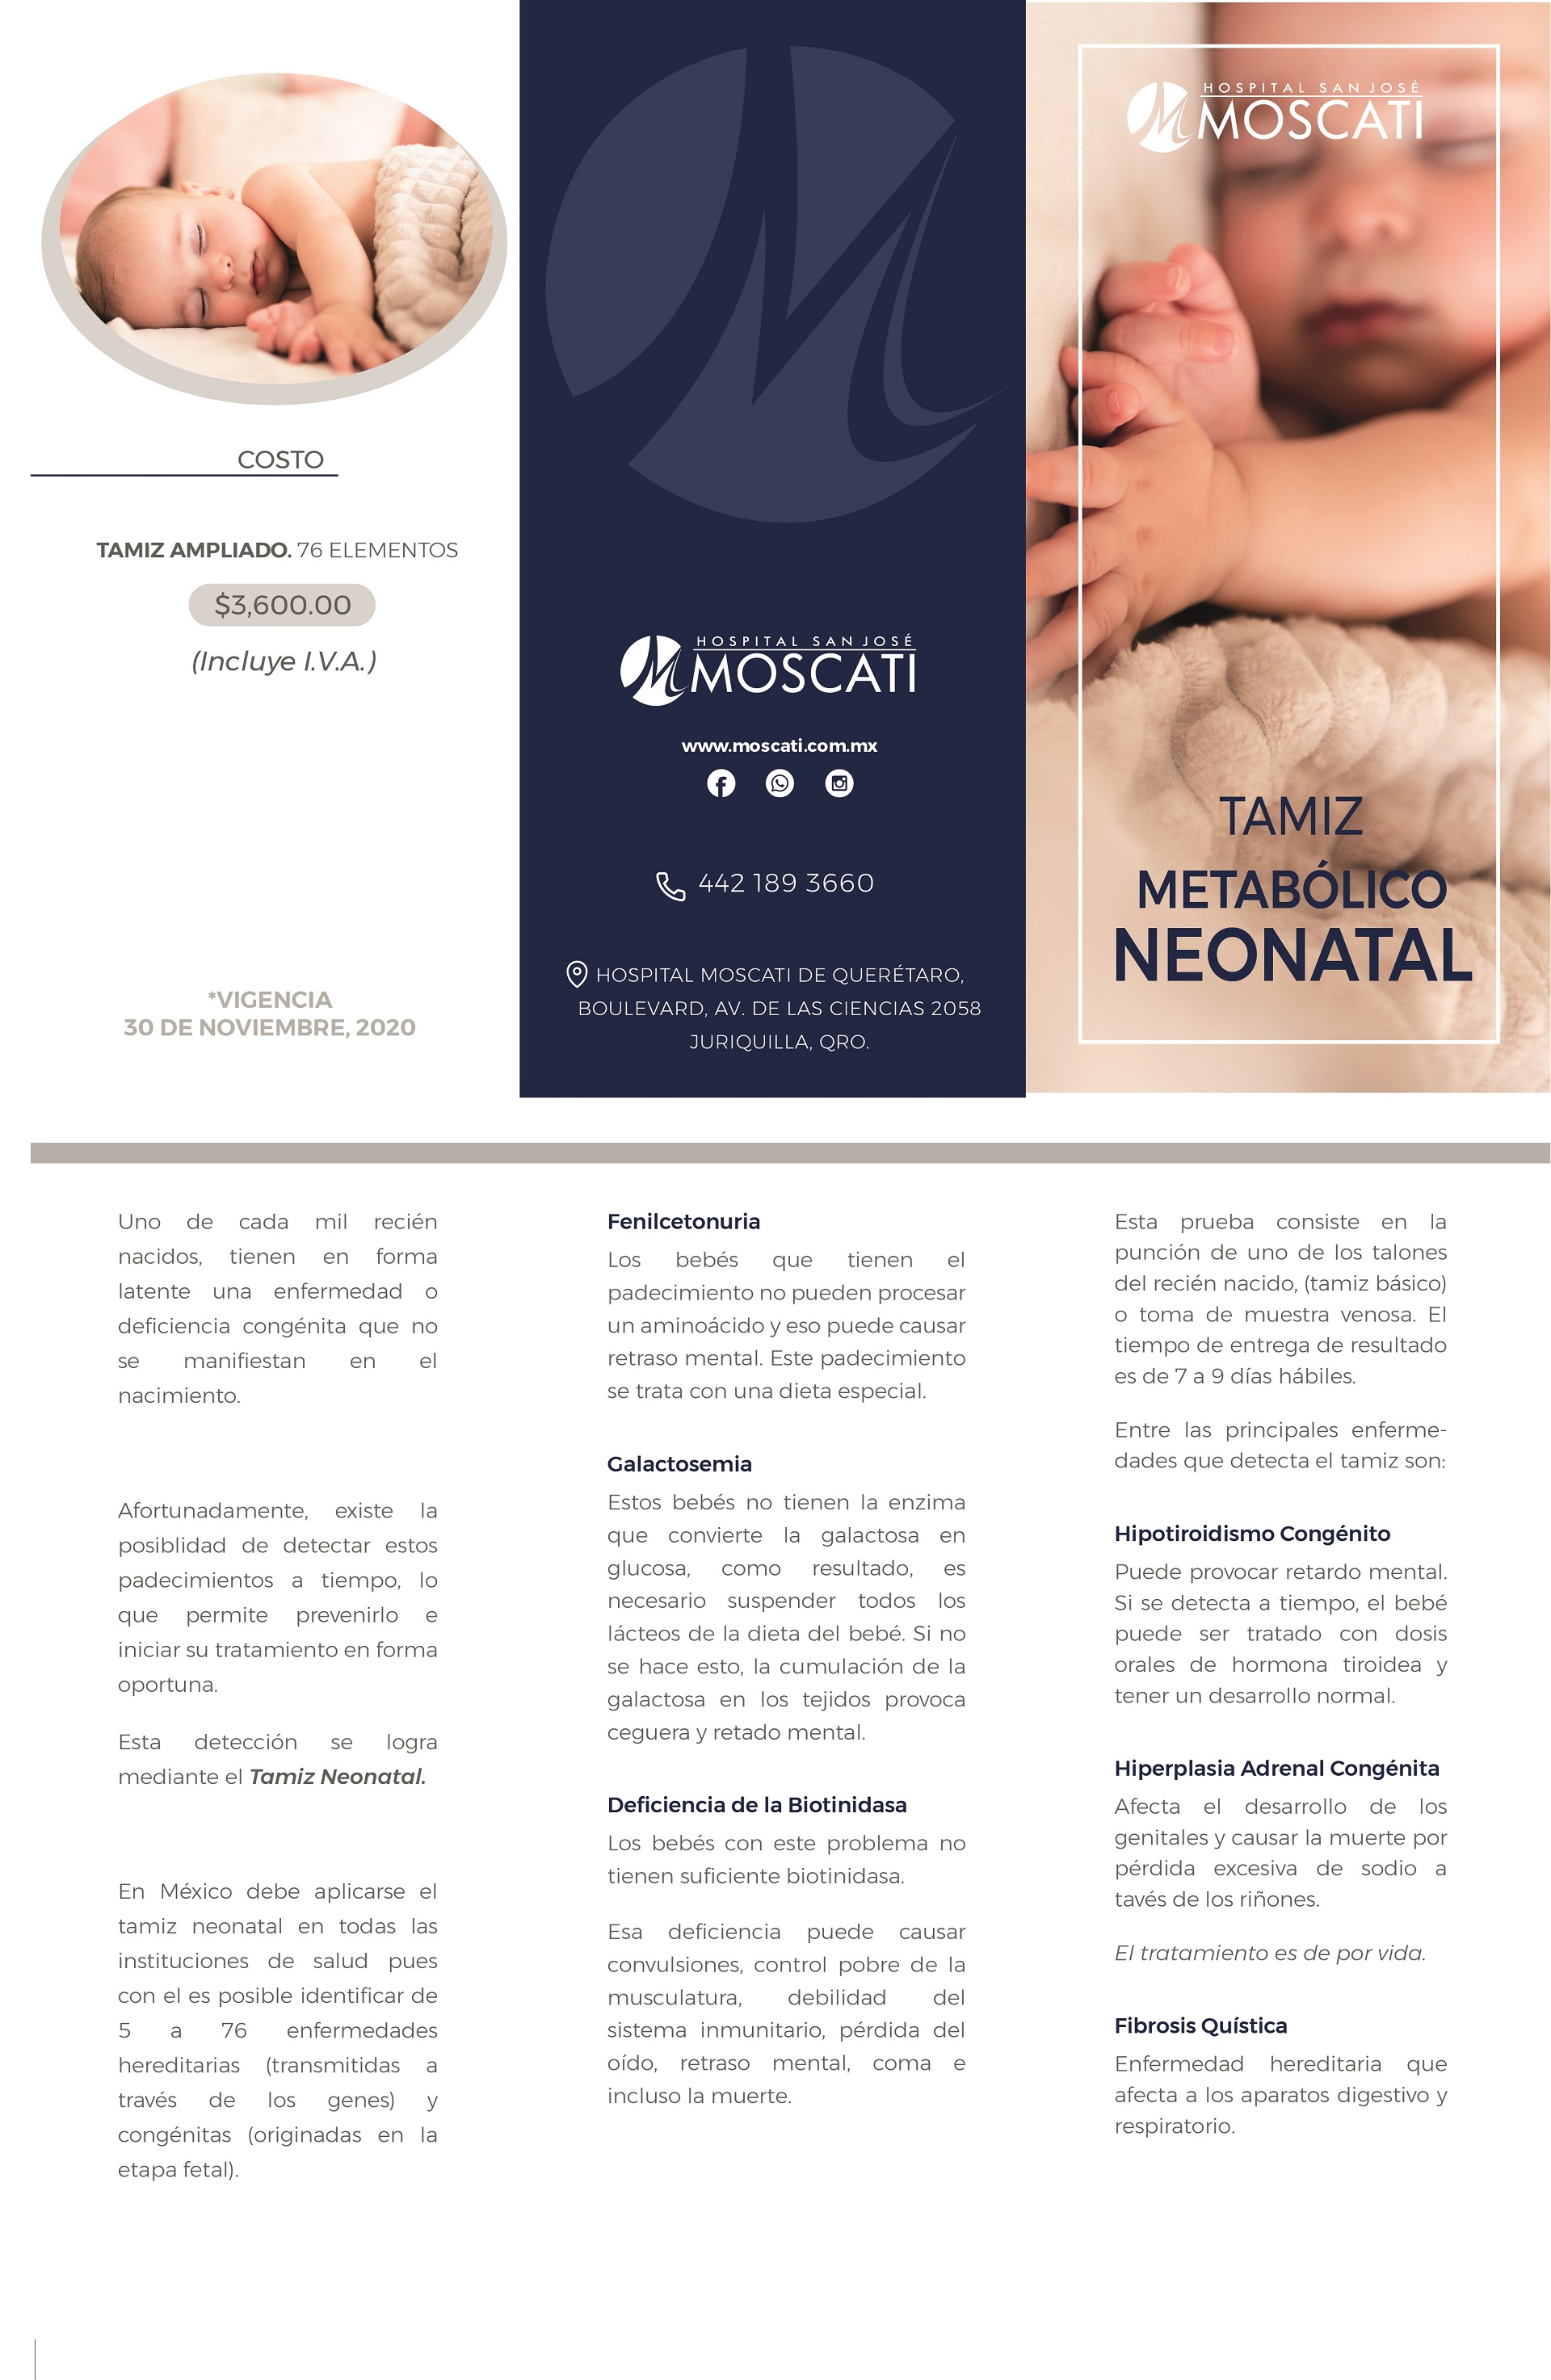 COSTO
TAMIZ AMPLIADO. 76 ELEMENTOS
$3,600.00
(Incluye I.V.A.)
*VIGENCIA
30 DE NOVIEMBRE, 2020
HOSPITAL SAN JOSÉ
MOSCATI
www.moscati.com.mx
442 189 3660
HOSPITAL MOSCATI DE QUERÉTARO,
BOULEVARD, AV. DE LAS CIENCIAS 2058
JURIQUILLA, QRO.
HOSPITAL SAN JOSÉ
MOSCATI
TAMIZ
METABÓLICO
NEONATAL
Uno de cada mil recién
nacidos, tienen en forma
latente una enfermedad o
deficiencia congénita que no
se manifiestan en el
nacimiento.
Afortunadamente, existe la
posiblidad de detectar estos
padecimientos a tiempo, lo
que permite prevenirlo e
iniciar su tratamiento en forma
oportuna.
Esta detección se logra
mediante el Tamiz Neonatal.
En México debe aplicarse el
tamiz neonatal en todas las
instituciones de salud pues
con el es posible identificar de
5 a 76 enfermedades
hereditarias (transmitidas a
través de los genes) y
congénitas (originadas en la
etapa fetal).
Fenilcetonuria
Los bebés que tienen el
padecimiento no pueden procesar
un aminoácido y eso puede causar
retraso mental. Este padecimiento
se trata con una dieta especial.
Galactosemia
Estos bebés no tienen la enzima
que convierte la galactosa en
glucosa, como resultado, es
necesario suspender todos los
lácteos de la dieta del bebé. Si no
se hace esto, la cumulación de la
galactosa en los tejidos provoca
ceguera y retado mental.
Deficiencia de la Biotinidasa
Los bebés con este problema no
tienen suficiente biotinidasa.
Esa deficiencia puede causar
convulsiones, control pobre de la
musculatura, debilidad del
sistema inmunitario, pérdida del
oído, retraso mental, coma e
incluso la muerte.
Esta prueba consiste en la
punción de uno de los talones
del recién nacido, (tamiz básico)
o toma de muestra venosa. El
tiempo de entrega de resultado
es de 7 a 9 días hábiles.
Entre las principales enferme-
dades que detecta el tamiz son:
Hipotiroidismo Congénito
Puede provocar retardo mental.
Si se detecta a tiempo, el bebé
puede ser tratado con dosis
orales de hormona tiroidea y
tener un desarrollo normal.
Hiperplasia Adrenal Congénita
Afecta el desarrollo de los
genitales y causar la muerte por
pérdida excesiva de sodio a
tavés de los riñones.
El tratamiento es de por vida.
Fibrosis Quística
Enfermedad hereditaria que
afecta a los aparatos digestivo y
respiratorio.